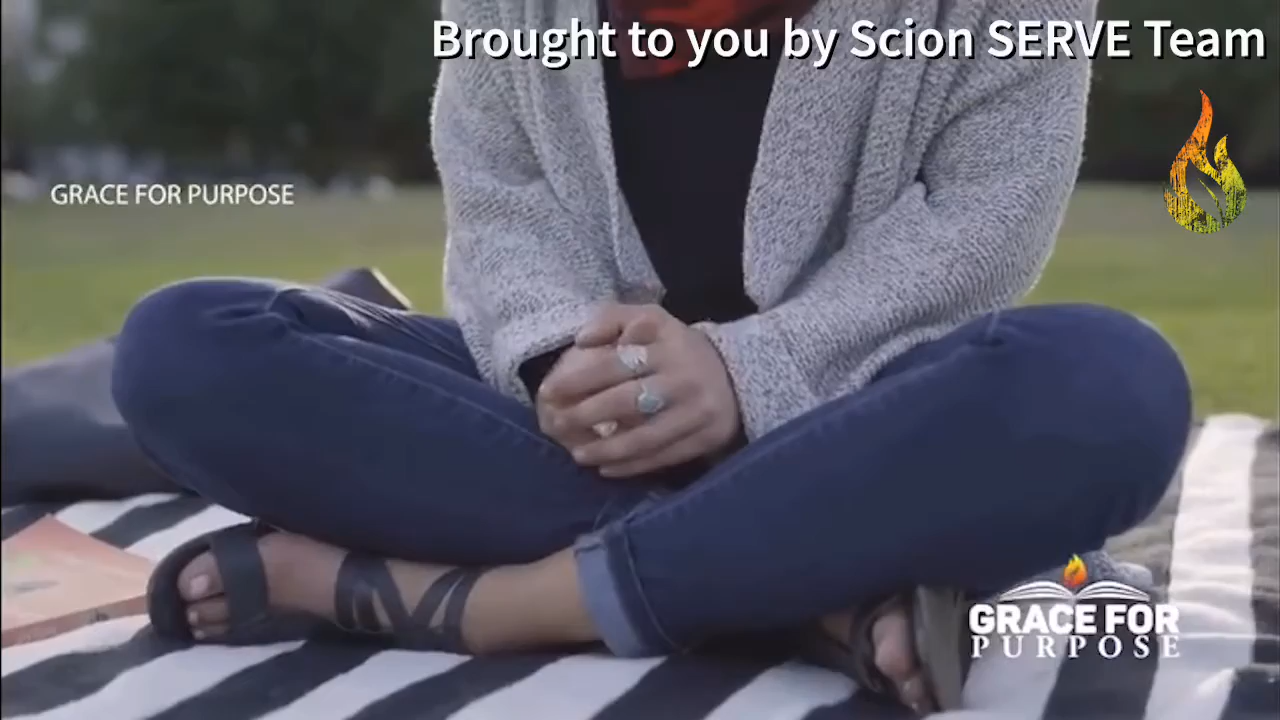 Brought to you by Scion SERVE Team
GRACE FOR PURPOSE
GRACE FOR
PURPOSE